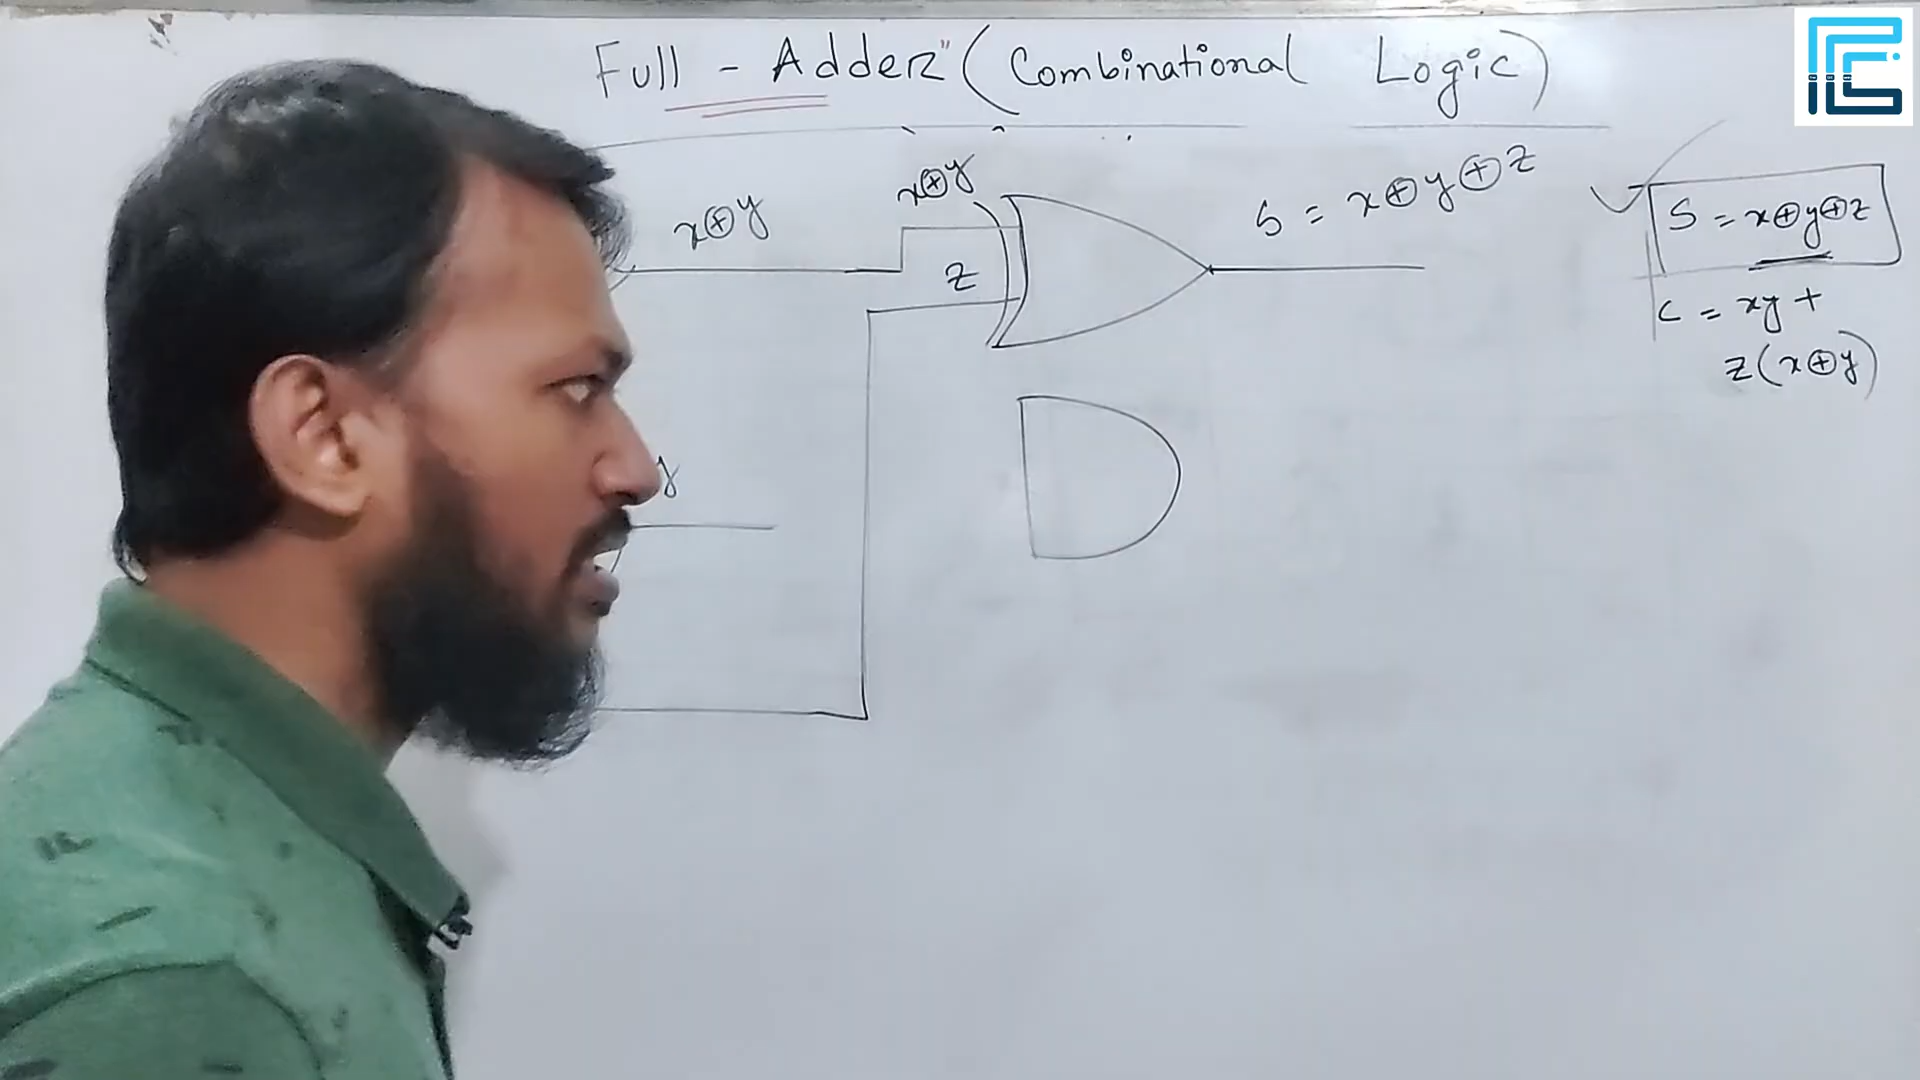 Full - Adder" (Combinational Logic)
x⊕y
x⊕y
z
S = x⊕y⊕z
S = x⊕y⊕z
C = xy +
z(x⊕y)
y